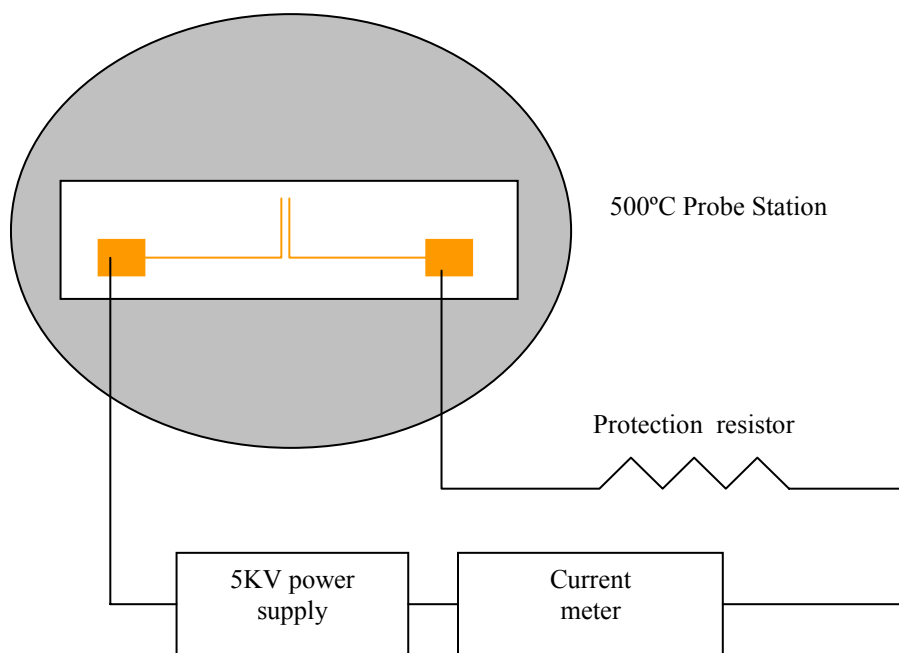 500ºC Probe Station
Protection resistor
5KV power
supply
Current
meter